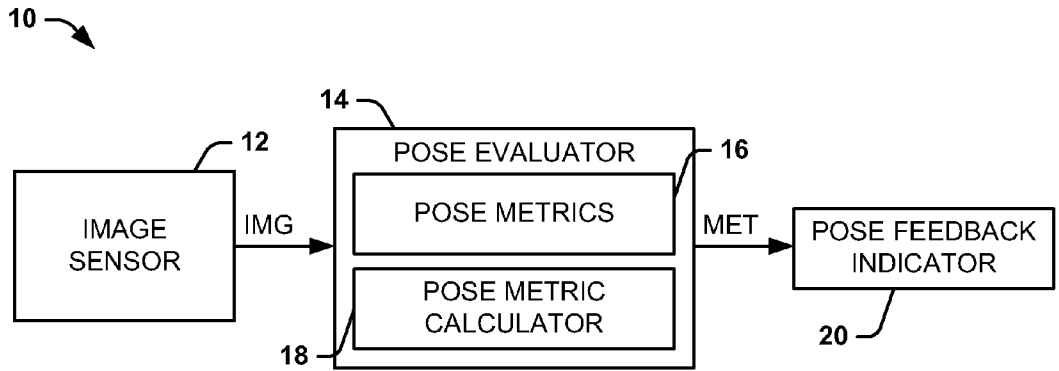 10
12
IMAGE
SENSOR
IMG
14
POSE EVALUATOR
16
POSE METRICS
18
POSE METRIC
CALCULATOR
MET
POSE FEEDBACK
INDICATOR
20